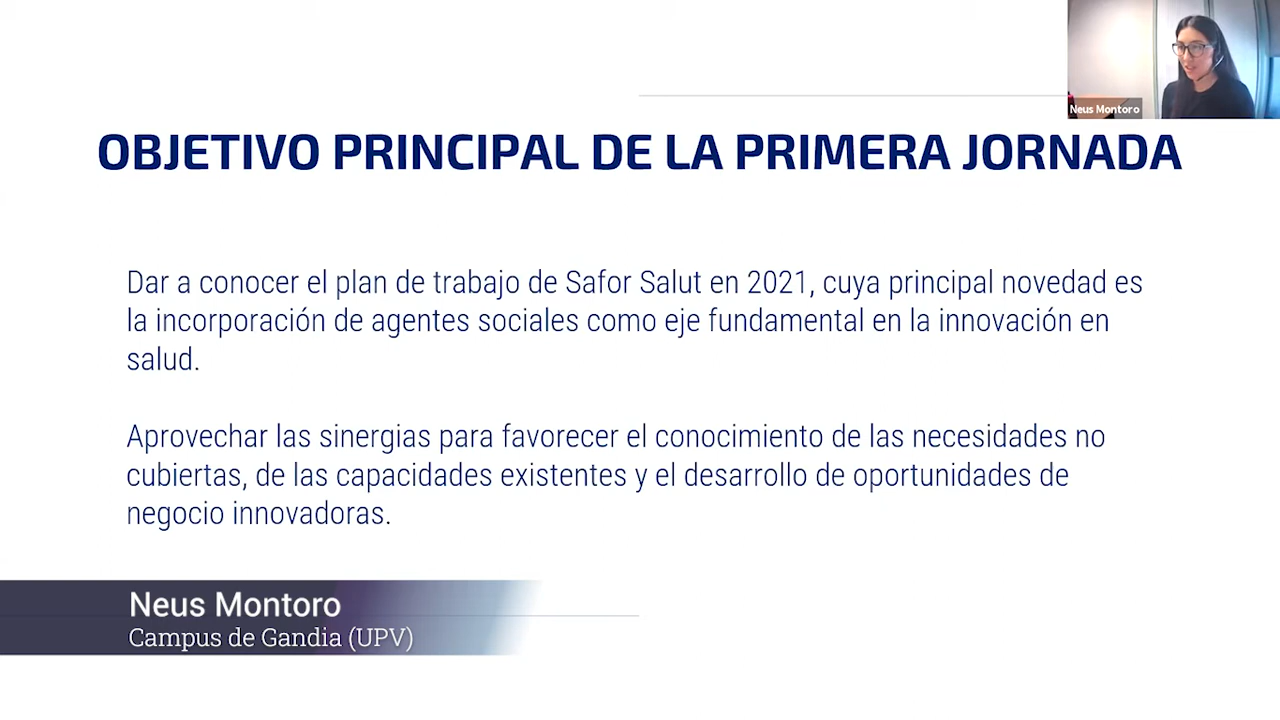 Neus Montoro
OBJETIVO PRINCIPAL DE LA PRIMERA JORNADA
Dar a conocer el plan de trabajo de Safor Salut en 2021, cuya principal novedad es
la incorporación de agentes sociales como eje fundamental en la innovación en
salud.
Aprovechar las sinergias para favorecer el conocimiento de las necesidades no
cubiertas, de las capacidades existentes y el desarrollo de oportunidades de
negocio innovadoras.
Neus Montoro
Campus de Gandia (UPV)